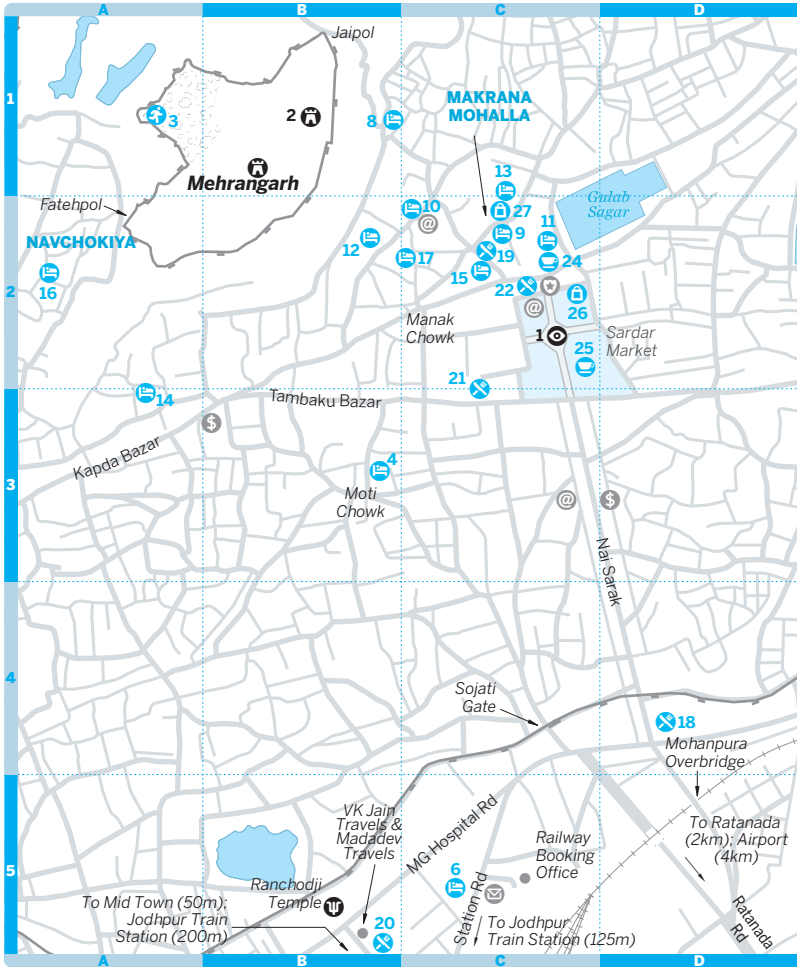 A
B
C
D
1
2
3
4
5
Jaipol
3
2
8
MAKRANA
MOHALLA
Mehrangarh
13
Gulab
Sagar
Fatehpol
10
@
27
NAVCHOKIYA
12
9
11
17
19
24
16
15
22
26
@
Manak
Chowk
1
Sardar
Market
25
21
14
Tambaku Bazar
$
Kapda Bazar
4
Moti
Chowk
@
$
Nai Sarak
Sojati
Gate
18
Mohanpura
Overbridge
VK Jain
Travels &
Madadev
Travels
MG Hospital Rd
Railway
Booking
Office
To Ratanada
(2km); Airport
(4km)
6
Ranchodji
Temple
Station Rd
To Mid Town (50m);
Jodhpur Train
Station (200m)
20
To Jodhpur
Train Station (125m)
Ratanada
Rd
A
B
C
D